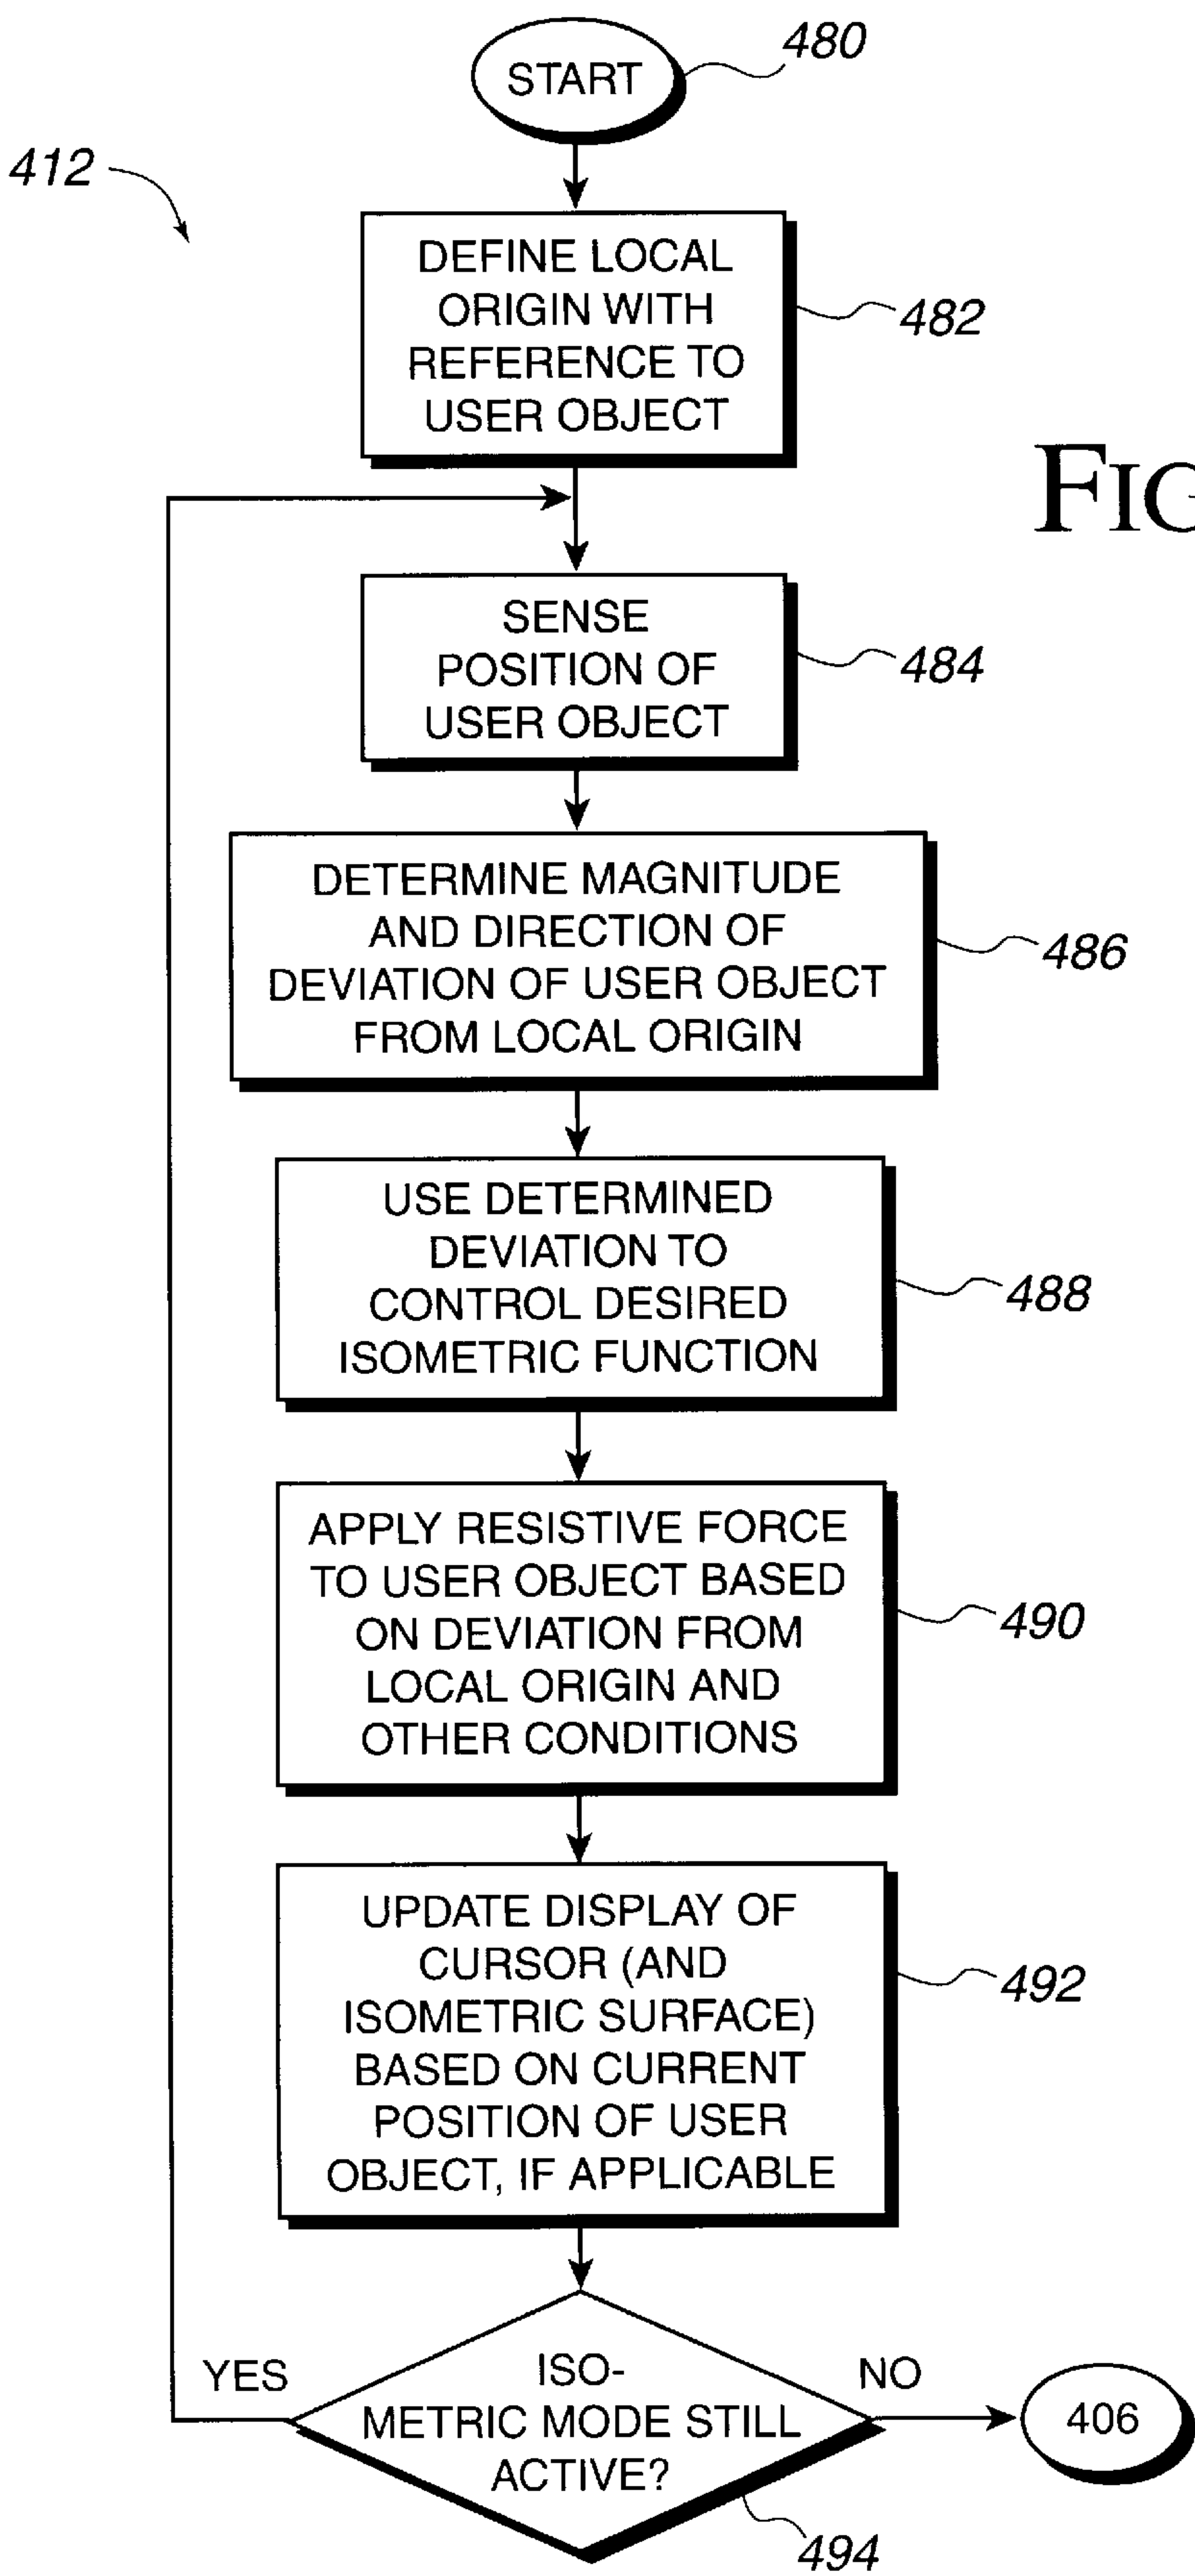 START
480
412
DEFINE LOCAL
ORIGIN WITH
REFERENCE TO
USER OBJECT
482
FIG
SENSE
POSITION OF
USER OBJECT
484
DETERMINE MAGNITUDE
AND DIRECTION OF
DEVIATION OF USER OBJECT
FROM LOCAL ORIGIN
486
USE DETERMINED
DEVIATION TO
CONTROL DESIRED
ISOMETRIC FUNCTION
488
APPLY RESISTIVE FORCE
TO USER OBJECT BASED
ON DEVIATION FROM
LOCAL ORIGIN AND
OTHER CONDITIONS
490
UPDATE DISPLAY OF
CURSOR (AND
ISOMETRIC SURFACE)
BASED ON CURRENT
POSITION OF USER
OBJECT, IF APPLICABLE
492
YES
ISO-
METRIC MODE STILL
ACTIVE?
NO
406
494